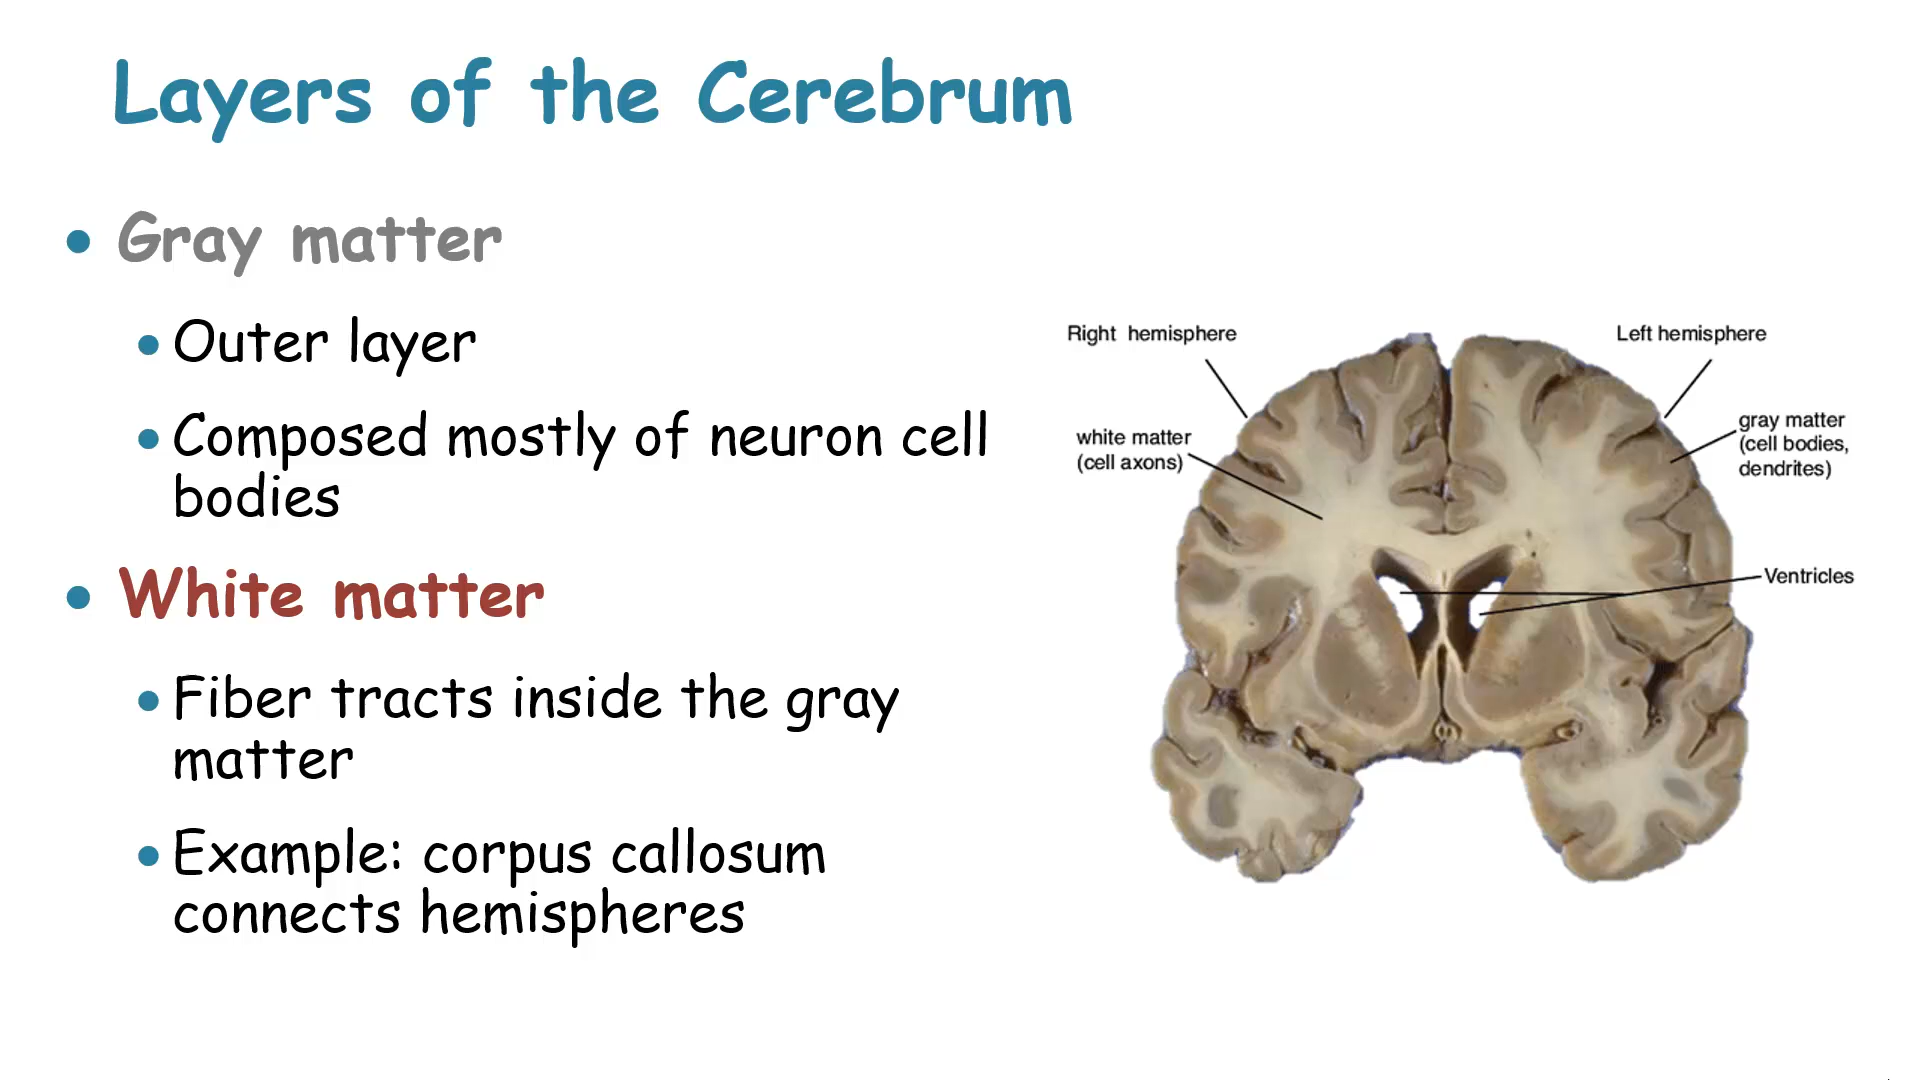 Layers of the Cerebrum
• Gray matter
• Outer layer
• Composed mostly of neuron cell
bodies
• White matter
• Fiber tracts inside the gray
matter
• Example: corpus callosum
connects hemispheres
Right hemisphere
Left hemisphere
white matter
(cell axons)
gray matter
(cell bodies,
dendrites)
Ventricles